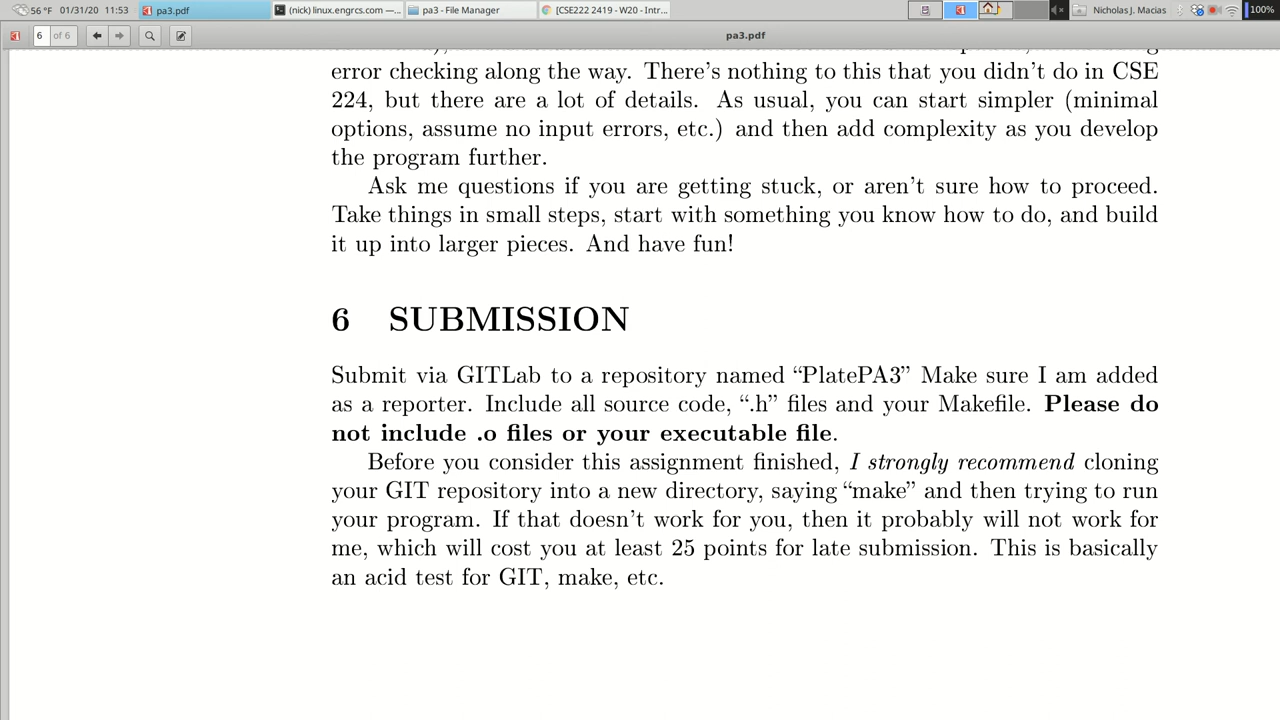 56 °F 01/31/20 11:53 pa3.pdf (nick) linux.engrcs.com —... pa3 - File Manager [CSE222 2419 - W20 - Intr... Nicholas J. Macias 100%
6 of 6 pa3.pdf
error checking along the way. There's nothing to this that you didn't do in CSE
224, but there are a lot of details. As usual, you can start simpler (minimal
options, assume no input errors, etc.) and then add complexity as you develop
the program further.
Ask me questions if you are getting stuck, or aren't sure how to proceed.
Take things in small steps, start with something you know how to do, and build
it up into larger pieces. And have fun!
6 SUBMISSION
Submit via GITLab to a repository named “PlatePA3” Make sure I am added
as a reporter. Include all source code, “.h” files and your Makefile. Please do
not include .o files or your executable file.
Before you consider this assignment finished, I strongly recommend cloning
your GIT repository into a new directory, saying “make” and then trying to run
your program. If that doesn't work for you, then it probably will not work for
me, which will cost you at least 25 points for late submission. This is basically
an acid test for GIT, make, etc.